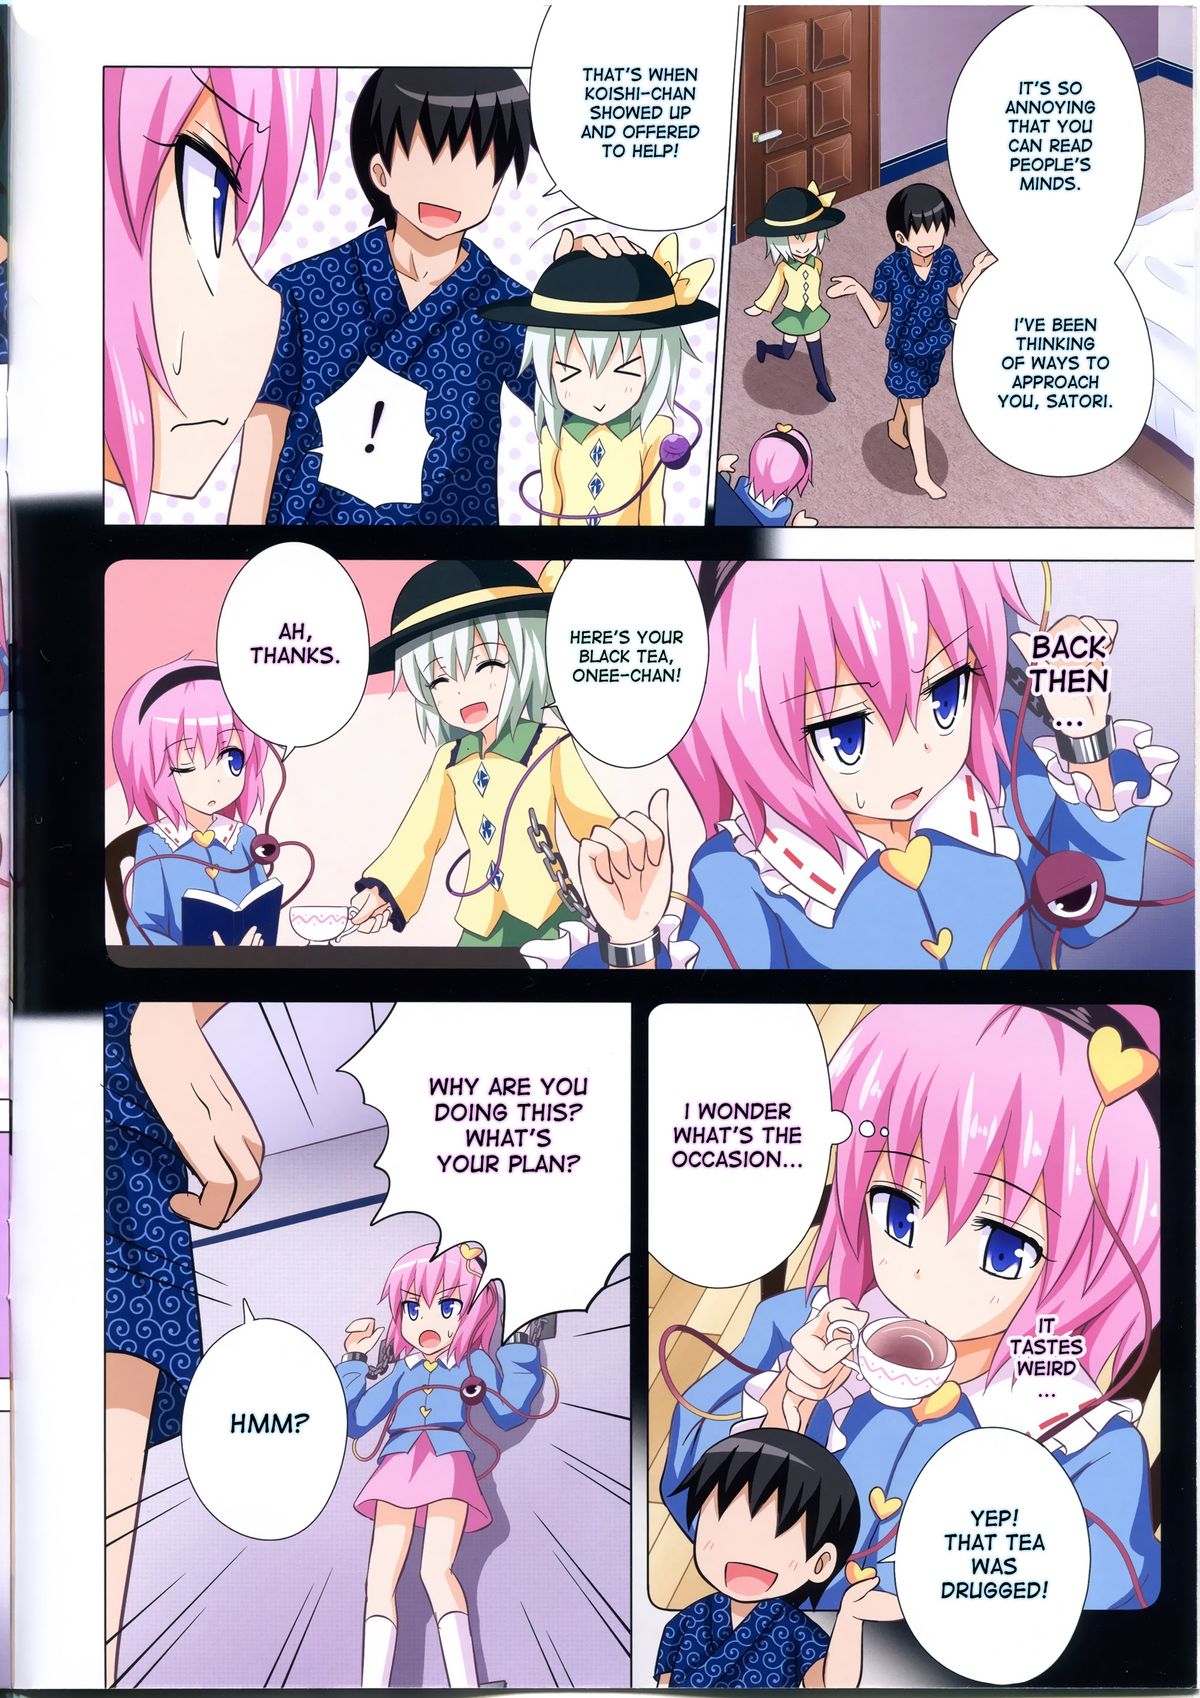 IT'S SO
ANNOYING
THAT YOU
CAN READ
PEOPLE'S
MINDS.
I'VE BEEN
THINKING
OF WAYS TO
APPROACH
YOU, SATORI.
THAT'S WHEN
KOISHI-CHAN
SHOWED UP
AND OFFERED
TO HELP!
!
BACK
THEN
...
HERE'S YOUR
BLACK TEA,
ONEE-CHAN!
AH,
THANKS.
I WONDER
WHAT'S THE
OCCASION...
IT
TASTES
WEIRD
...
YEP!
THAT TEA
WAS
DRUGGED!
WHY ARE YOU
DOING THIS?
WHAT'S
YOUR PLAN?
HMM?